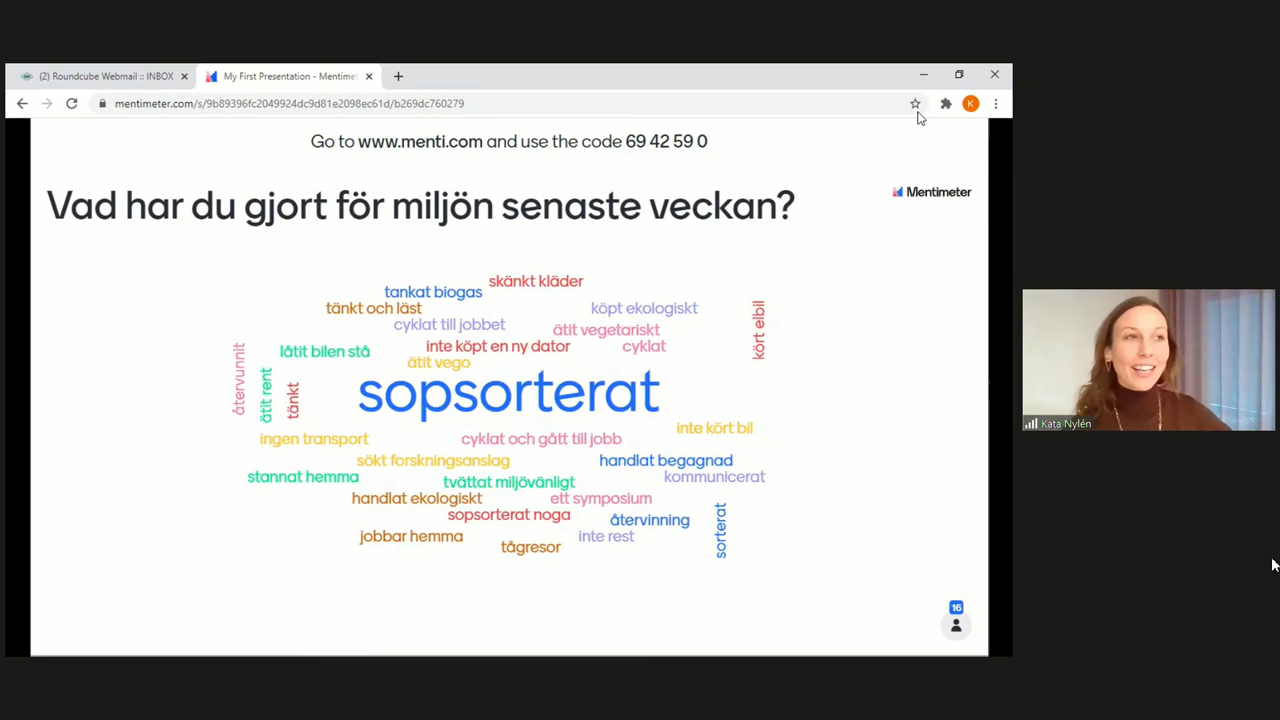 (2) Roundcube Webmail :: INBOX
My First Presentation - Mentime
mentimeter.com/s/9b89396fc2049924dc9d81e2098ec61d/b269dc760279
K
Go to www.menti.com and use the code 69 42 59 0
Vad har du gjort för miljön senaste veckan?
Mentimeter
skänkt kläder
tankat biogas
tänkt och läst
köpt ekologiskt
cyklat till jobbet
ätit vegetariskt
kört elbil
inte köpt en ny dator
cyklat
låtit bilen stå
ätit vego
återvunnit
ätit rent
tänkt
sopsorterat
inte kört bil
ingen transport
cyklat och gått till jobb
sökt forskningsanslag
handlat begagnad
stannat hemma
tvättat miljövänligt
kommunicerat
handlat ekologiskt
ett symposium
sopsorterat noga
återvinning
sorterat
jobbar hemma
inte rest
tågresor
16
Kata Nylén